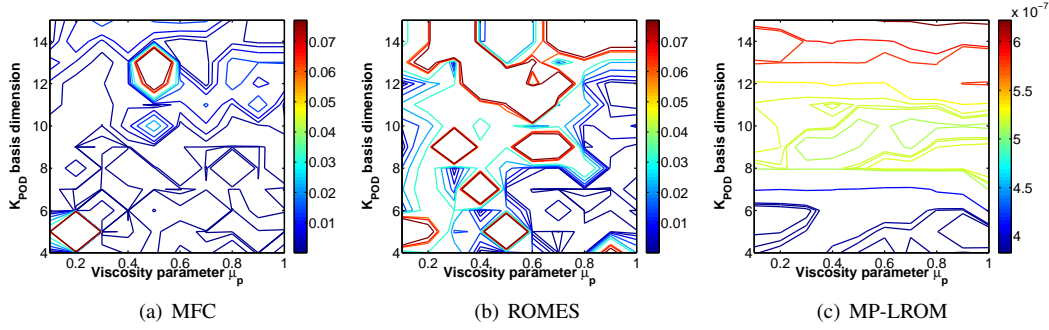 14
12
10
8
6
4
K_POD basis dimension
0.2 0.4 0.6 0.8 1
Viscosity parameter μ_p
0.07
0.06
0.05
0.04
0.03
0.02
0.01
(a) MFC
14
12
10
8
6
4
K_POD basis dimension
0.2 0.4 0.6 0.8 1
Viscosity parameter μ_p
0.07
0.06
0.05
0.04
0.03
0.02
0.01
(b) ROMES
14
12
10
8
6
4
K_POD basis dimension
0.2 0.4 0.6 0.8 1
Viscosity parameter μ_p
x 10⁻⁷
6
5
4
(c) MP-LROM